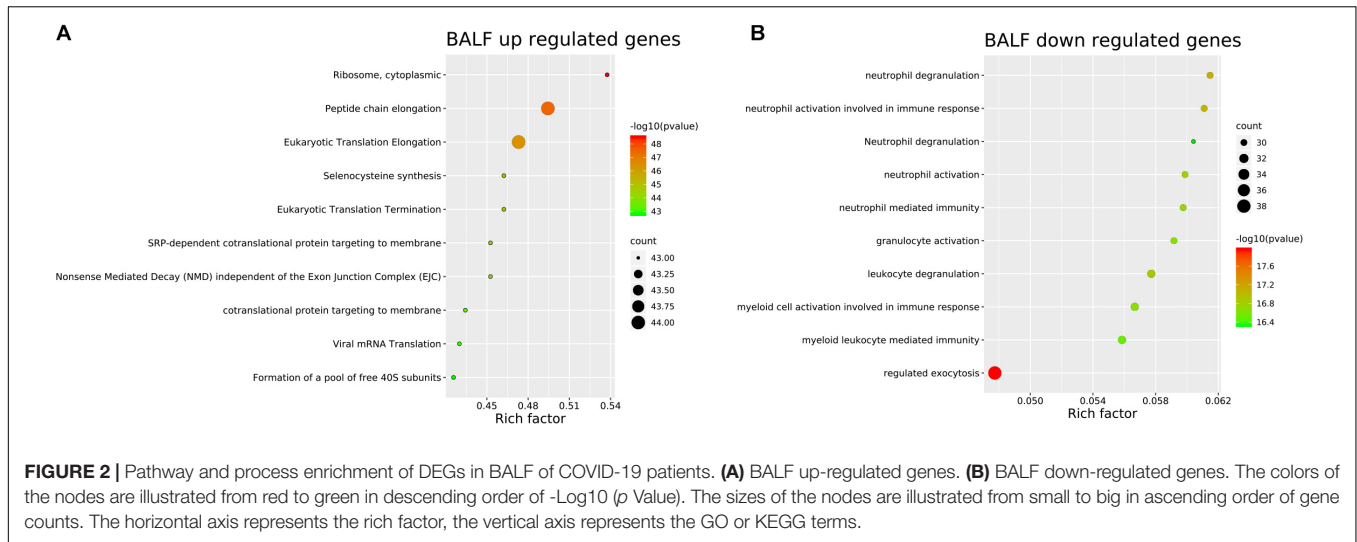 A
BALF up regulated genes
Ribosome, cytoplasmic
Peptide chain elongation
Eukaryotic Translation Elongation
Selenocysteine synthesis
Eukaryotic Translation Termination
SRP-dependent cotranslational protein targeting to membrane
Nonsense Mediated Decay (NMD) independent of the Exon Junction Complex (EJC)
cotranslational protein targeting to membrane
Viral mRNA Translation
Formation of a pool of free 40S subunits
0.45 0.48 0.51 0.54
Rich factor
-log10(pvalue)
48
47
46
45
44
43
count
43.00
43.25
43.50
43.75
44.00
B
BALF down regulated genes
neutrophil degranulation
neutrophil activation involved in immune response
Neutrophil degranulation
neutrophil activation
neutrophil mediated immunity
granulocyte activation
leukocyte degranulation
myeloid cell activation involved in immune response
myeloid leukocyte mediated immunity
regulated exocytosis
0.050 0.054 0.058 0.062
Rich factor
count
30
32
34
36
38
-log10(pvalue)
17.6
17.2
16.8
16.4
FIGURE 2 | Pathway and process enrichment of DEGs in BALF of COVID-19 patients. (A) BALF up-regulated genes. (B) BALF down-regulated genes. The colors of
the nodes are illustrated from red to green in descending order of -Log10 (p Value). The sizes of the nodes are illustrated from small to big in ascending order of gene
counts. The horizontal axis represents the rich factor, the vertical axis represents the GO or KEGG terms.